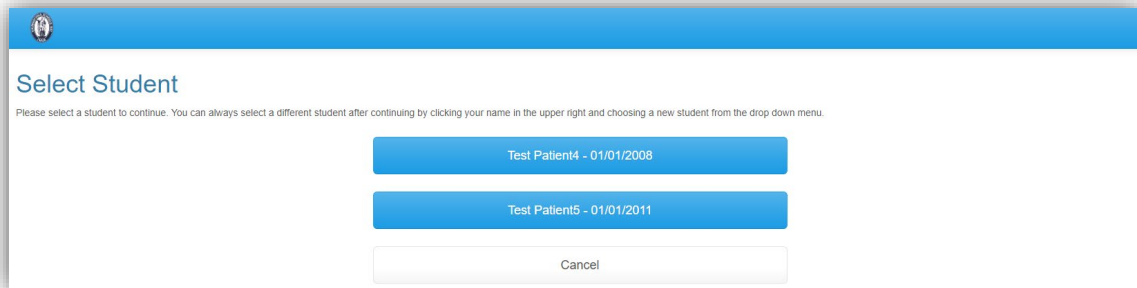 Select Student
Please select a student to continue. You can always select a different student after continuing by clicking your name in the upper right and choosing a new student from the drop down menu.
Test Patient4 - 01/01/2008
Test Patient5 - 01/01/2011
Cancel